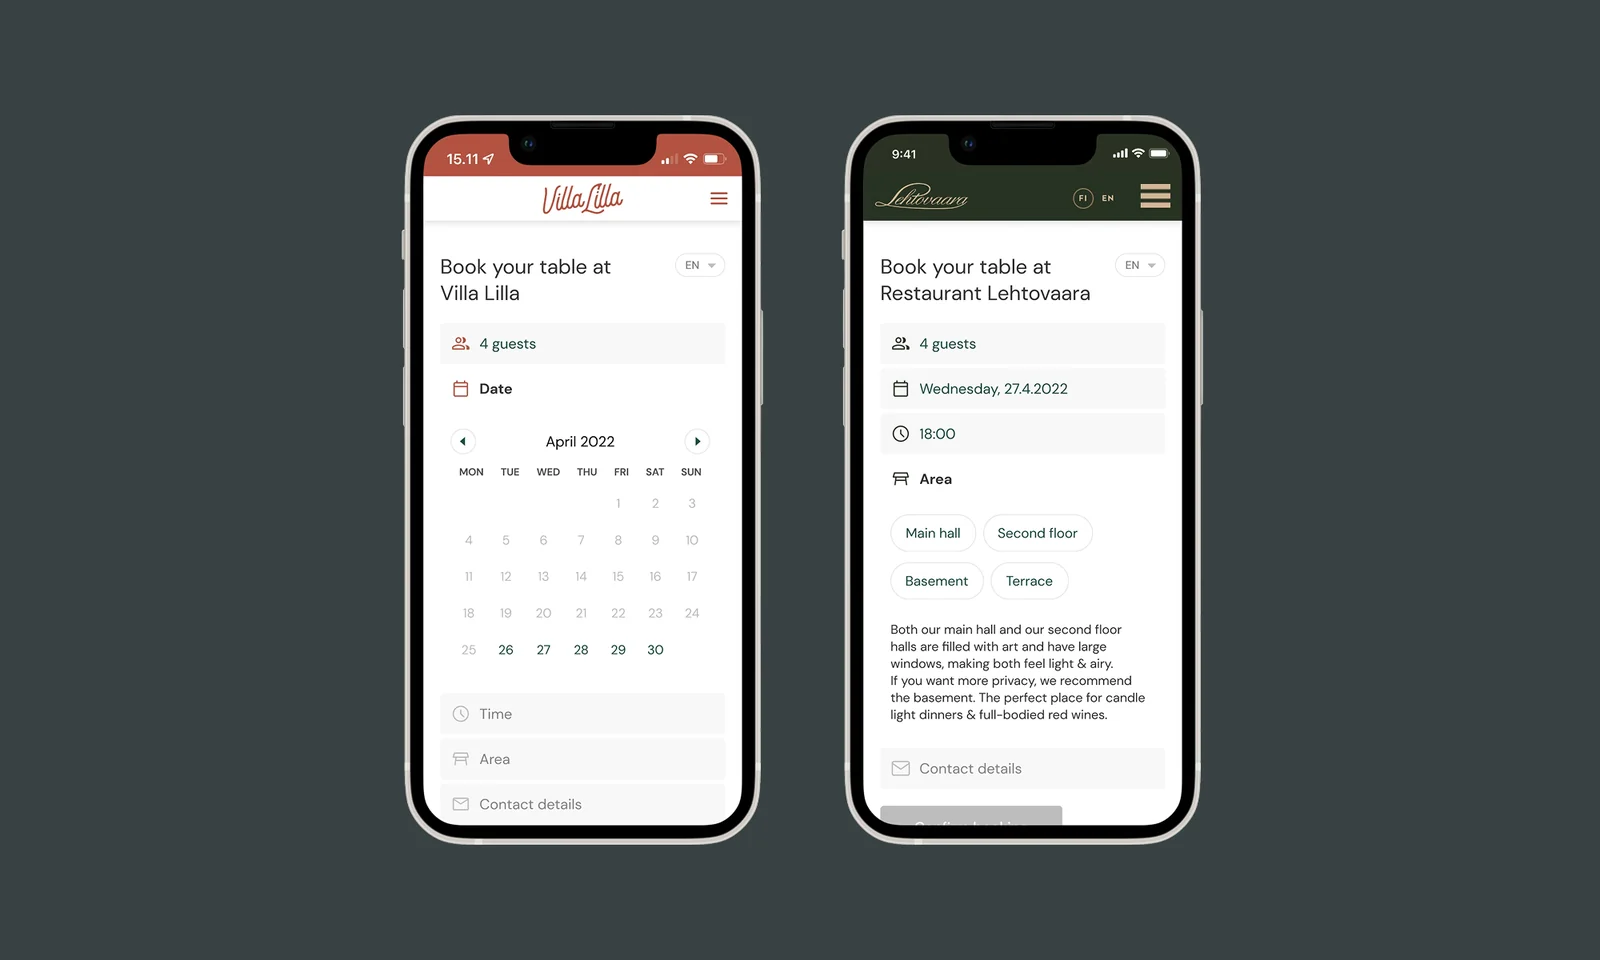 15.11
Villa Lilla
Book your table at
Villa Lilla
EN
4 guests
Date
April 2022
MON TUE WED THU FRI SAT SUN
1 2 3
4 5 6 7 8 9 10
11 12 13 14 15 16 17
18 19 20 21 22 23 24
25 26 27 28 29 30
Time
Area
Contact details
9:41
Lehtovaara
FI EN
Book your table at
Restaurant Lehtovaara
EN
4 guests
Wednesday, 27.4.2022
18:00
Area
Main hall Second floor
Basement Terrace
Both our main hall and our second floor
halls are filled with art and have large
windows, making both feel light & airy.
If you want more privacy, we recommend
the basement. The perfect place for candle
light dinners & full-bodied red wines.
Contact details